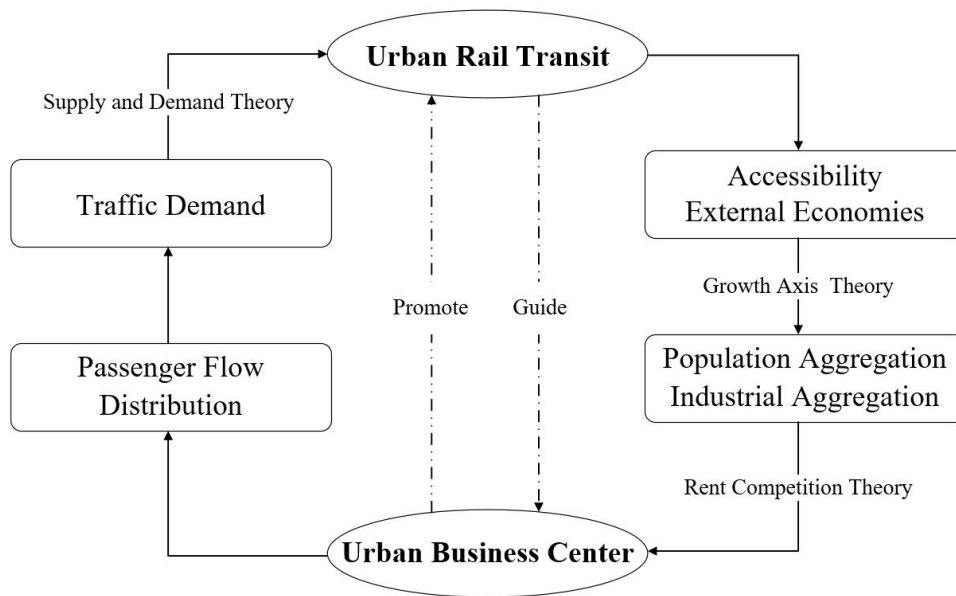 Urban Rail Transit
Supply and Demand Theory
Traffic Demand
Accessibility
External Economies
Growth Axis Theory
Promote
Guide
Passenger Flow
Distribution
Population Aggregation
Industrial Aggregation
Rent Competition Theory
Urban Business Center